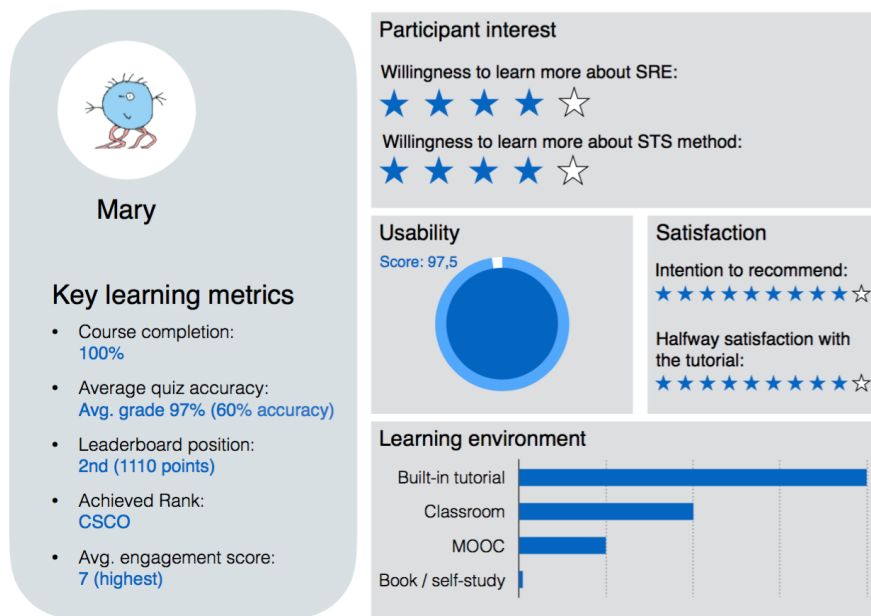 Mary
Key learning metrics
• Course completion:
100%
• Average quiz accuracy:
Avg. grade 97% (60% accuracy)
• Leaderboard position:
2nd (1110 points)
• Achieved Rank:
CSCO
• Avg. engagement score:
7 (highest)
Participant interest
Willingness to learn more about SRE:
Willingness to learn more about STS method:
Usability
Score: 97,5
Satisfaction
Intention to recommend:
Halfway satisfaction with
the tutorial:
Learning environment
Built-in tutorial
Classroom
MOOC
Book / self-study